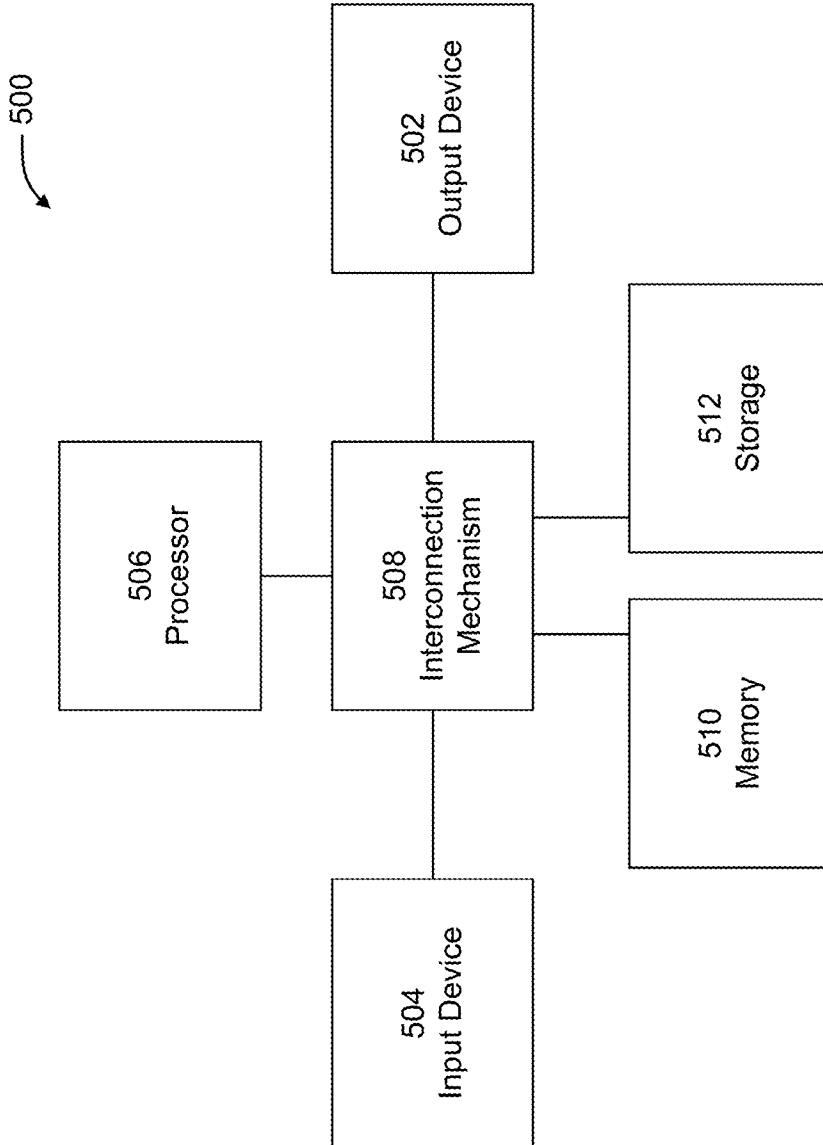 500
506
Processor
504
Input Device
508
Interconnection
Mechanism
502
Output Device
510
Memory
512
Storage